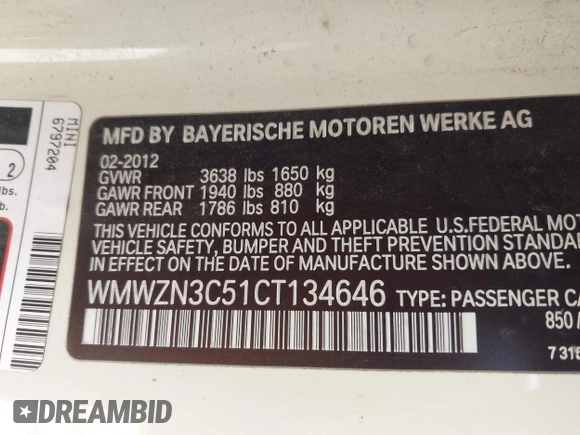 MINI
6797204
2
lbs.
b.
MFD BY BAYERISCHE MOTOREN WERKE AG
02-2012
GVWR 3638 lbs 1650 kg
GAWR FRONT 1940 lbs 880 kg
GAWR REAR 1786 lbs 810 kg
THIS VEHICLE CONFORMS TO ALL APPLICABLE U.S.FEDERAL MOT
VEHICLE SAFETY, BUMPER AND THEFT PREVENTION STANDA
IN EFFECT ON THE DATE OF MANUFACTURE SHOWN ABOVE.
WMWZN3C51CT134646 TYPE: PASSENGER CA
850/
7 315
DREAMBID